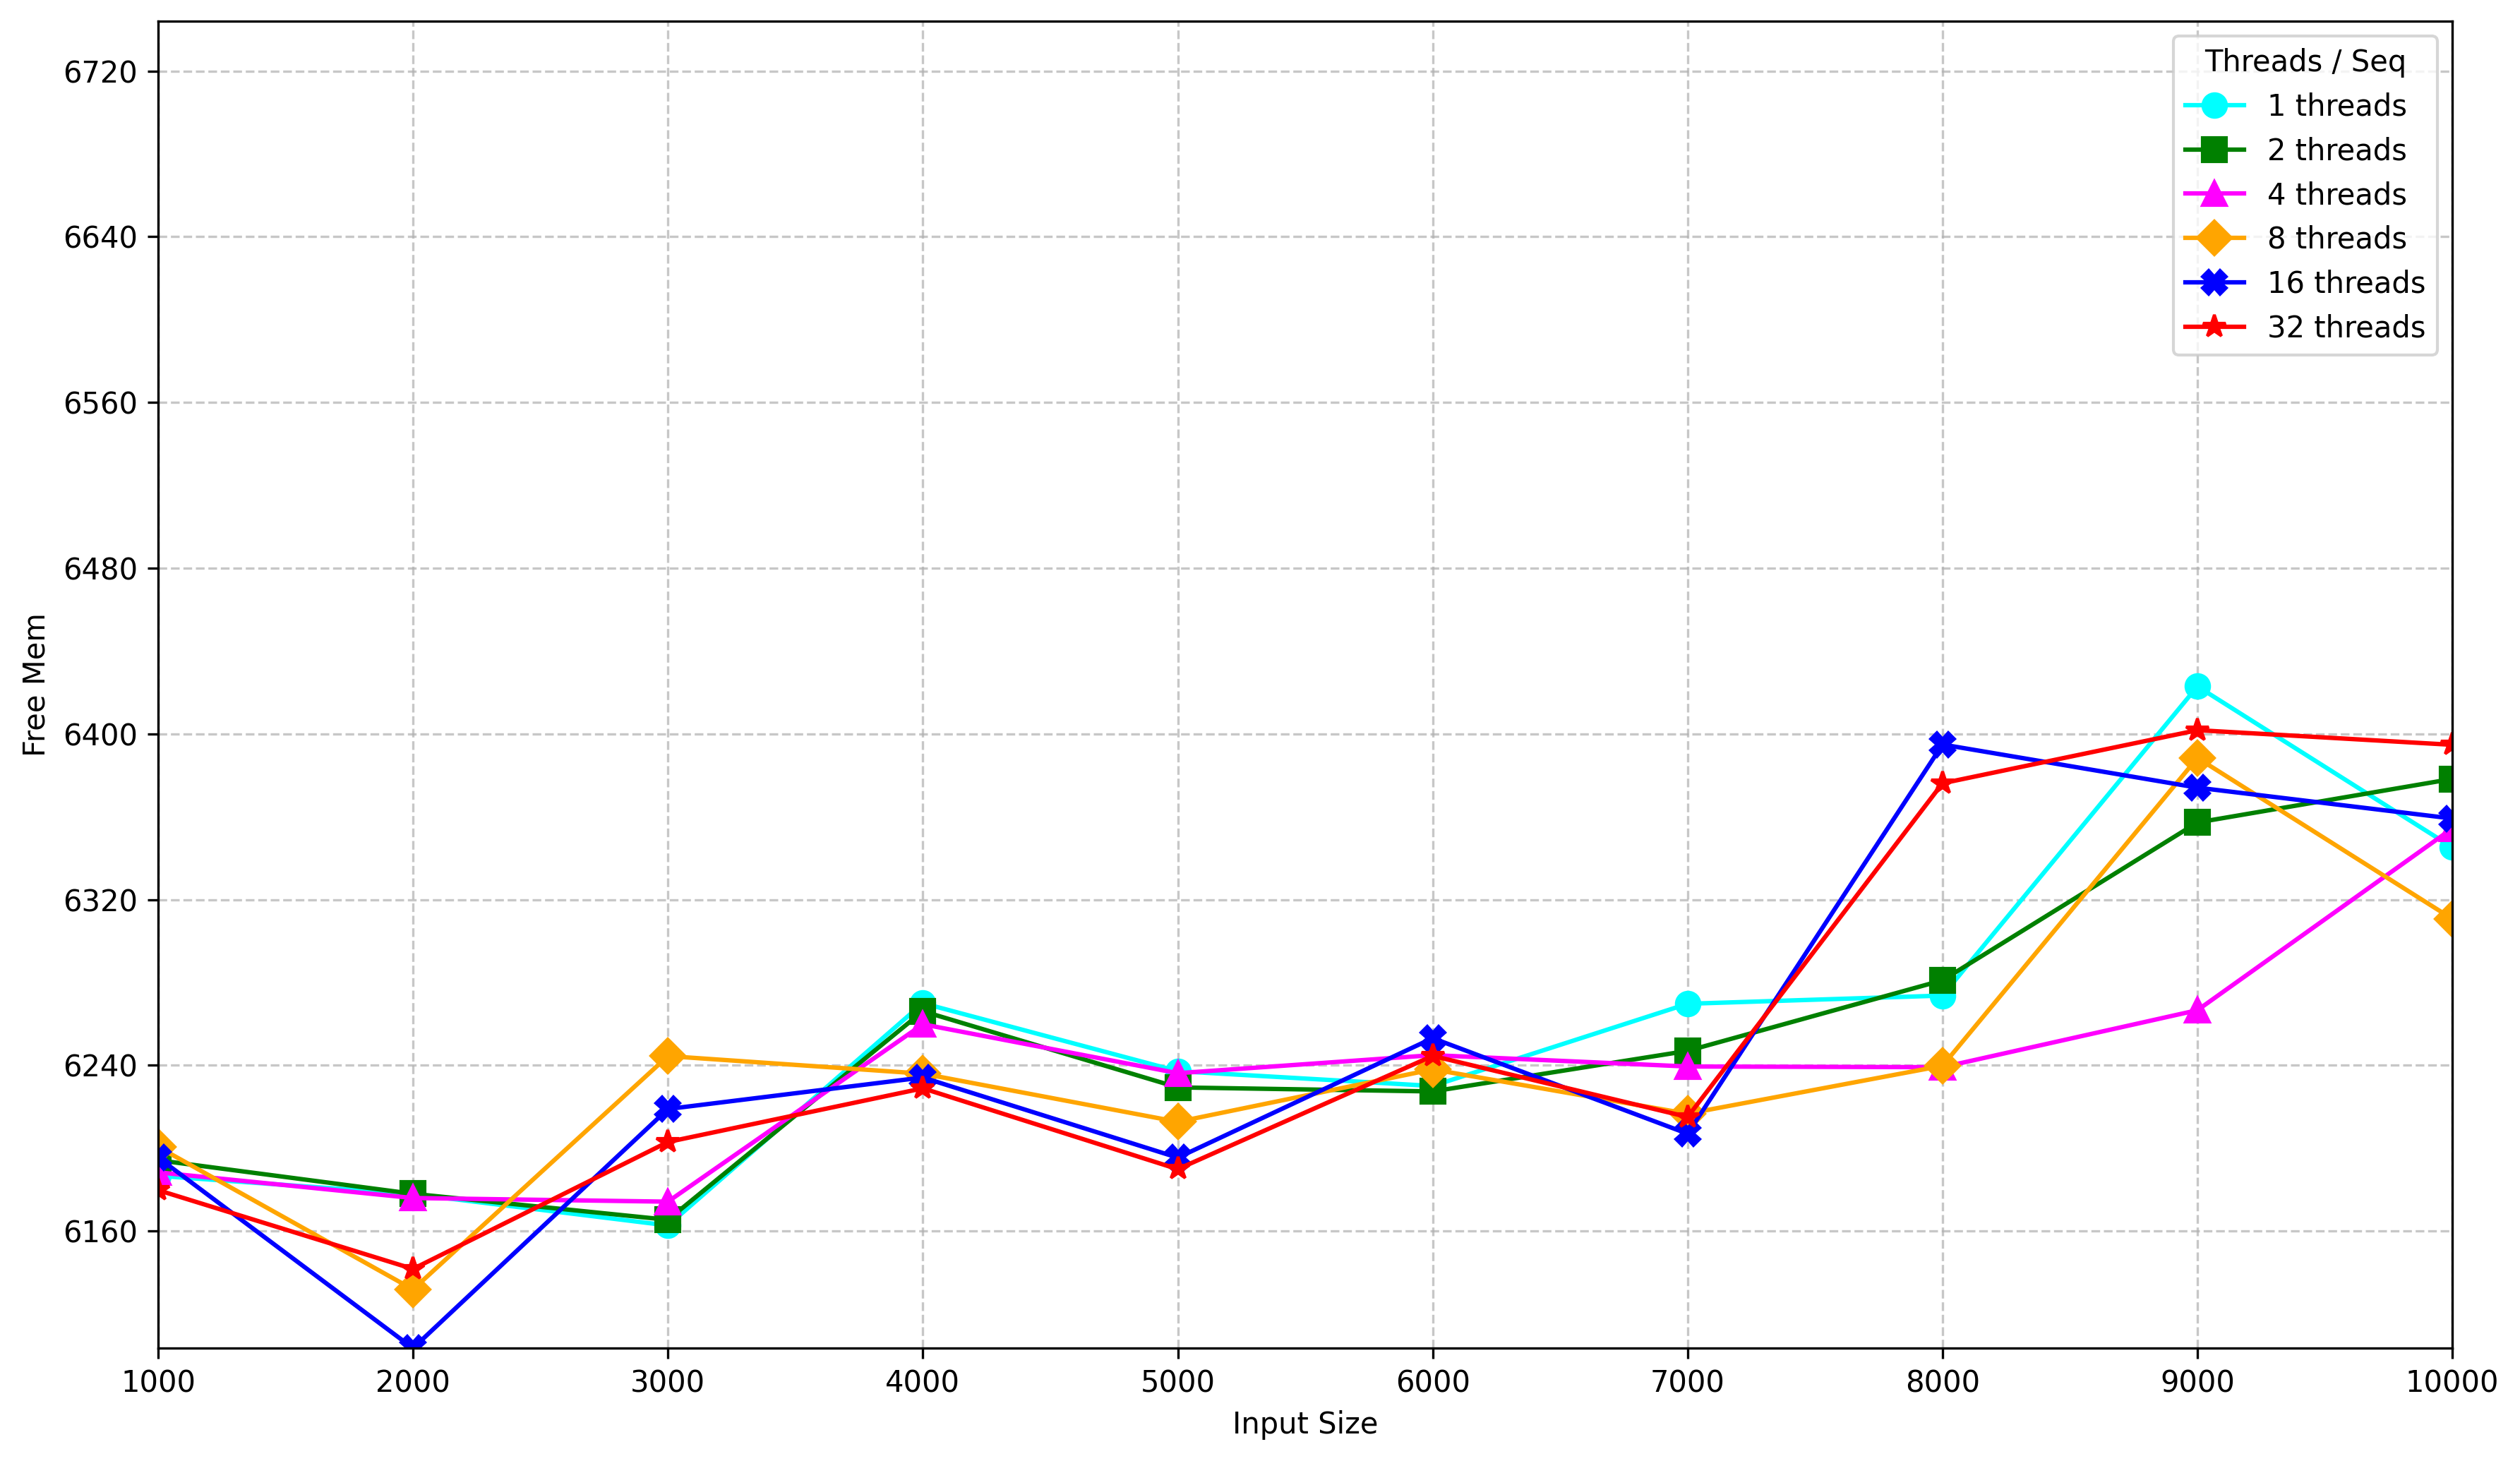 6720
6640
6560
6480
6400
6320
6240
6160
Free Mem
1000 2000 3000 4000 5000 6000 7000 8000 9000 10000
Input Size
Threads / Seq
1 threads
2 threads
4 threads
8 threads
16 threads
32 threads